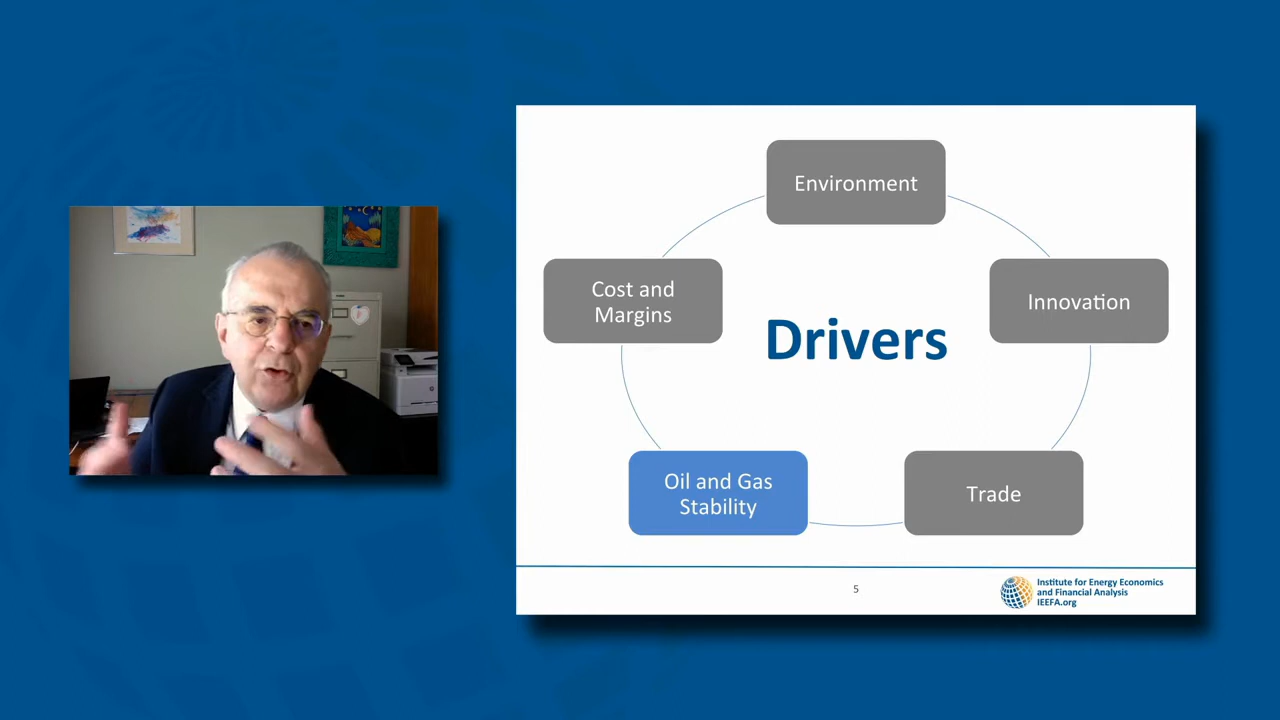 Environment
Cost and
Margins
Innovation
Drivers
Oil and Gas
Stability
Trade
5
Institute for Energy Economics
and Financial Analysis
IEEFA.org